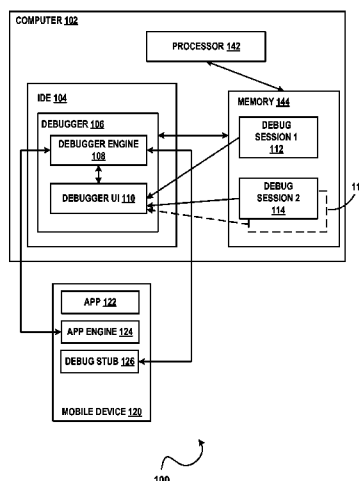 COMPUTER 102
PROCESSOR 142
IDE 104
MEMORY 144
DEBUGGER 106
DEBUGGER ENGINE
108
DEBUG
SESSION 1
112
DEBUGGER UI 110
DEBUG
SESSION 2
114
11
APP 122
APP ENGINE 124
DEBUG STUB 126
MOBILE DEVICE 120
100